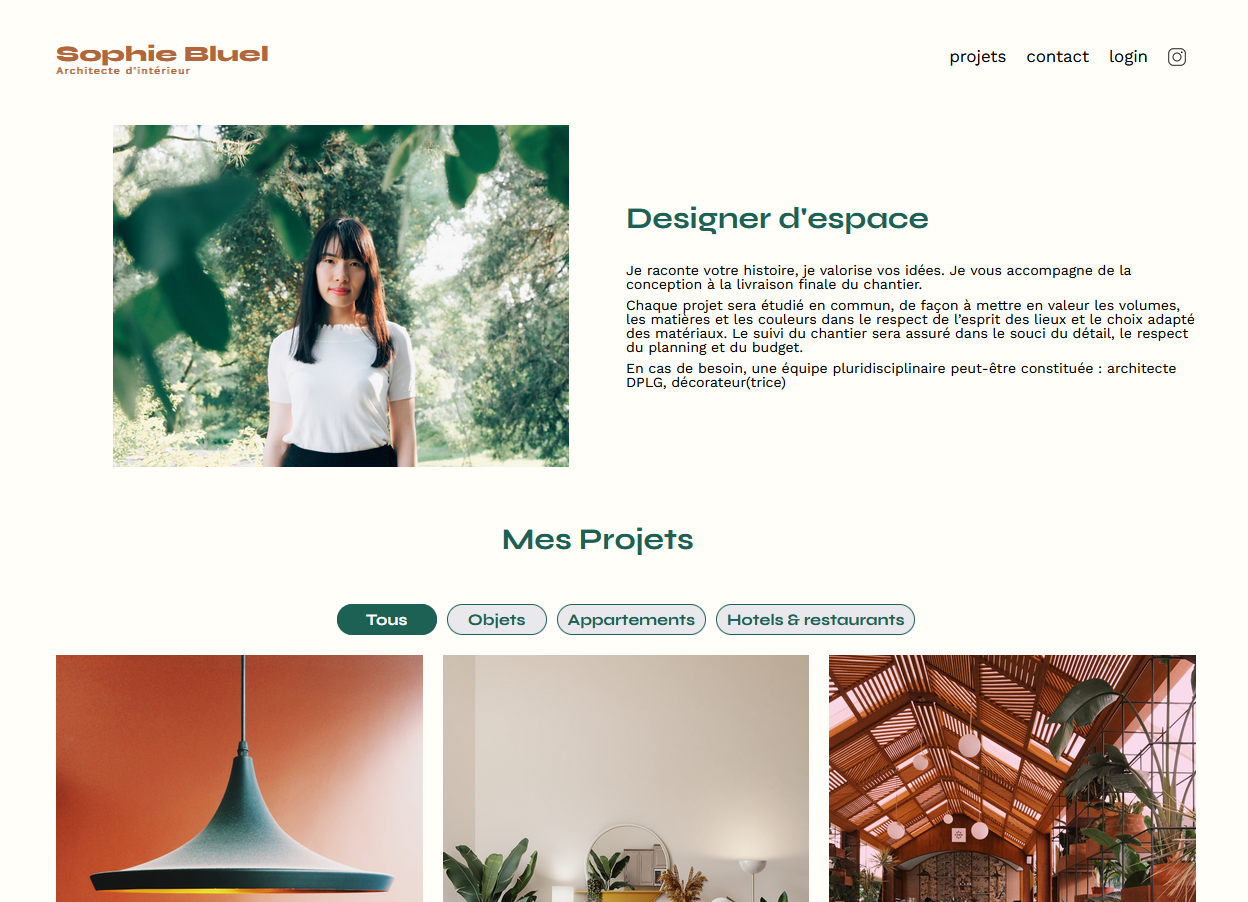 Sophie Bluel
Architecte d'intérieur
projets contact login
Designer d'espace
Je raconte votre histoire, je valorise vos idées. Je vous accompagne de la
conception à la livraison finale du chantier.
Chaque projet sera étudié en commun, de façon à mettre en valeur les volumes,
les matières et les couleurs dans le respect de l’esprit des lieux et le choix adapté
des matériaux. Le suivi du chantier sera assuré dans le souci du détail, le respect
du planning et du budget.
En cas de besoin, une équipe pluridisciplinaire peut-être constituée : architecte
DPLG, décorateur(trice)
Mes Projets
Tous Objets Appartements Hotels & restaurants